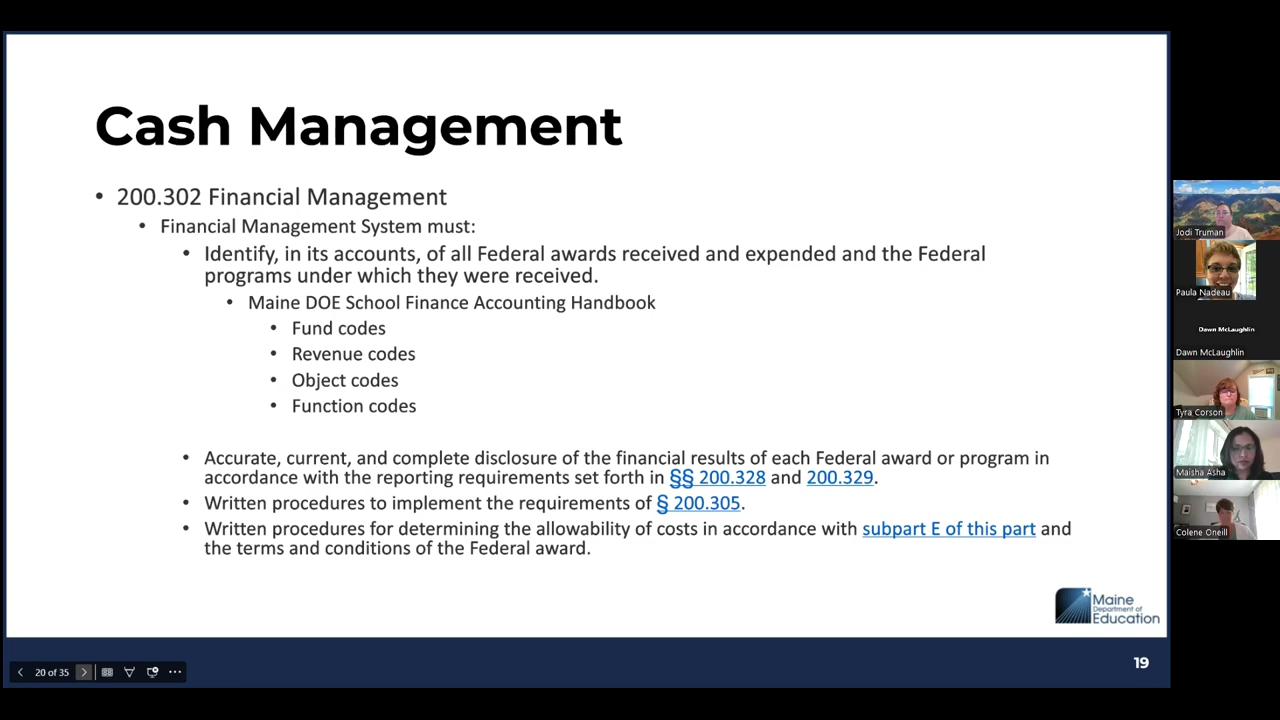 Cash Management
• 200.302 Financial Management
• Financial Management System must:
• Identify, in its accounts, of all Federal awards received and expended and the Federal
programs under which they were received.
• Maine DOE School Finance Accounting Handbook
• Fund codes
• Revenue codes
• Object codes
• Function codes
• Accurate, current, and complete disclosure of the financial results of each Federal award or program in
accordance with the reporting requirements set forth in §§ 200.328 and 200.329.
• Written procedures to implement the requirements of § 200.305.
• Written procedures for determining the allowability of costs in accordance with subpart E of this part and
the terms and conditions of the Federal award.
Maine
Department of
Education
19
20 of 35
Jodi Truman
Paula Nadeau
Dawn McLaughlin
Dawn McLaughlin
Tyra Corson
Maisha Asha
Colene Oneill